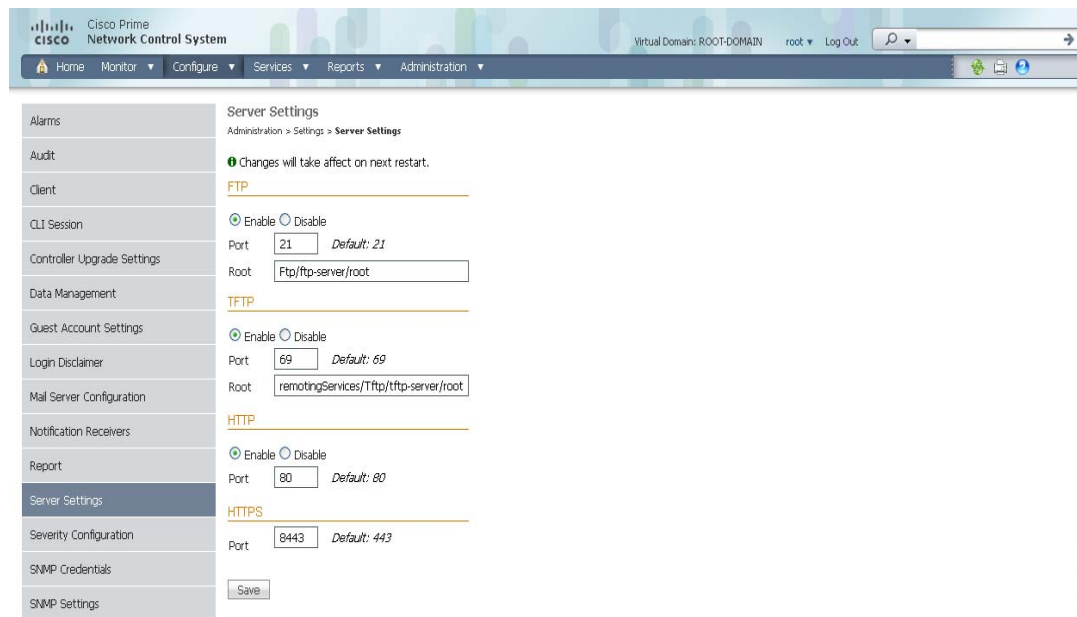 Cisco Prime
CISCO Network Control System
Virtual Domain: ROOT-DOMAIN root ▾ Log Out
Home Monitor ▼ Configure ▼ Services ▼ Reports ▼ Administration ▼
Alarms
Audit
Client
CLI Session
Controller Upgrade Settings
Data Management
Guest Account Settings
Login Disclaimer
Mail Server Configuration
Notification Receivers
Report
Server Settings
Severity Configuration
SNMP Credentials
SNMP Settings
Server Settings
Administration > Settings > Server Settings
Changes will take affect on next restart.
FTP
Enable Disable
Port 21 Default: 21
Root Ftp/ftp-server/root
TFTP
Enable Disable
Port 69 Default: 69
Root remotingServices/Tftp/tftp-server/root
HTTP
Enable Disable
Port 80 Default: 80
HTTPS
Port 8443 Default: 443
Save